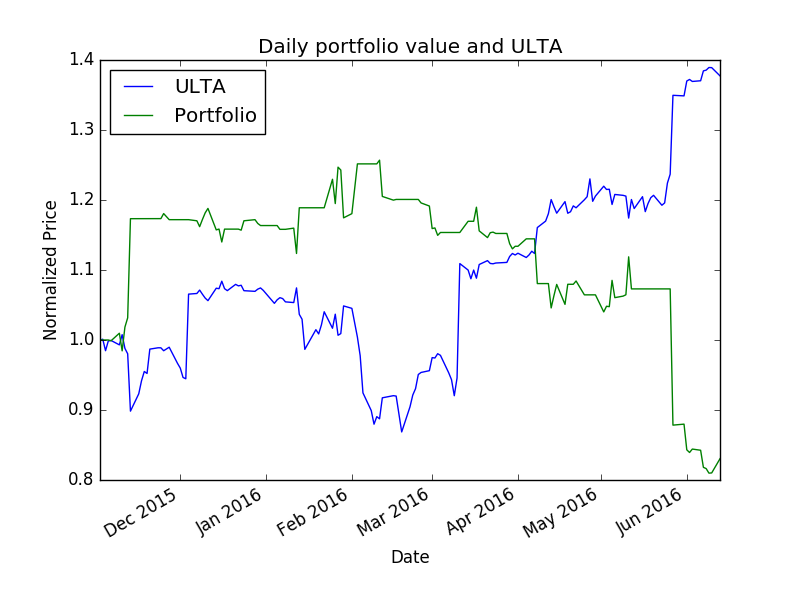 Daily portfolio value and ULTA
ULTA
Portfolio
1.4
1.3
1.2
1.1
1.0
0.9
0.8
Normalized Price
Dec 2015
Jan 2016
Feb 2016
Mar 2016
Apr 2016
May 2016
Jun 2016
Date